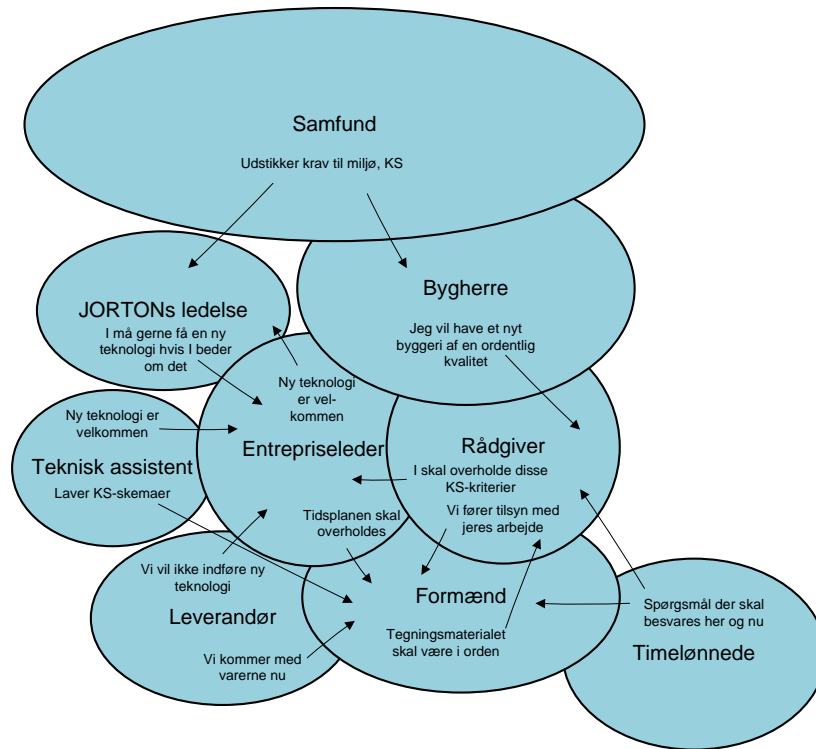 Samfund
Udstikker krav til miljø, KS
JORTONs ledelse
I må gerne få en ny
teknologi hvis I beder
om det
Bygherre
Jeg vil have et nyt
byggeri af en ordentlig
kvalitet
Ny teknologi
er vel-
kommen
Ny teknologi er
velkommen
Teknisk assistent
Laver KS-skemaer
Entrepriseleder
Tidsplanen skal
overholdes
Rådgiver
I skal overholde disse
KS-kriterier
Vi fører tilsyn med
jeres arbejde
Vi vil ikke indføre ny
teknologi
Leverandør
Vi kommer med
varerne nu
Formænd
Tegningsmaterialet
skal være i orden
Spørgsmål der skal
besvares her og nu
Timelønnede